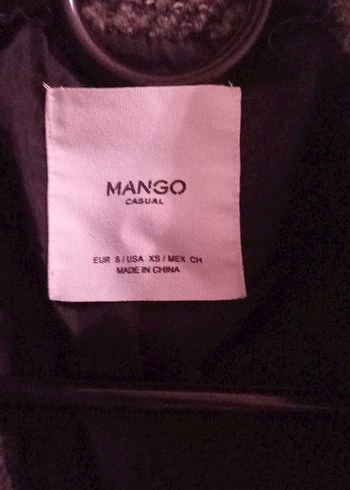 MANGO
CASUAL
EUR S / USA XS / MEX CH
MADE IN CHINA